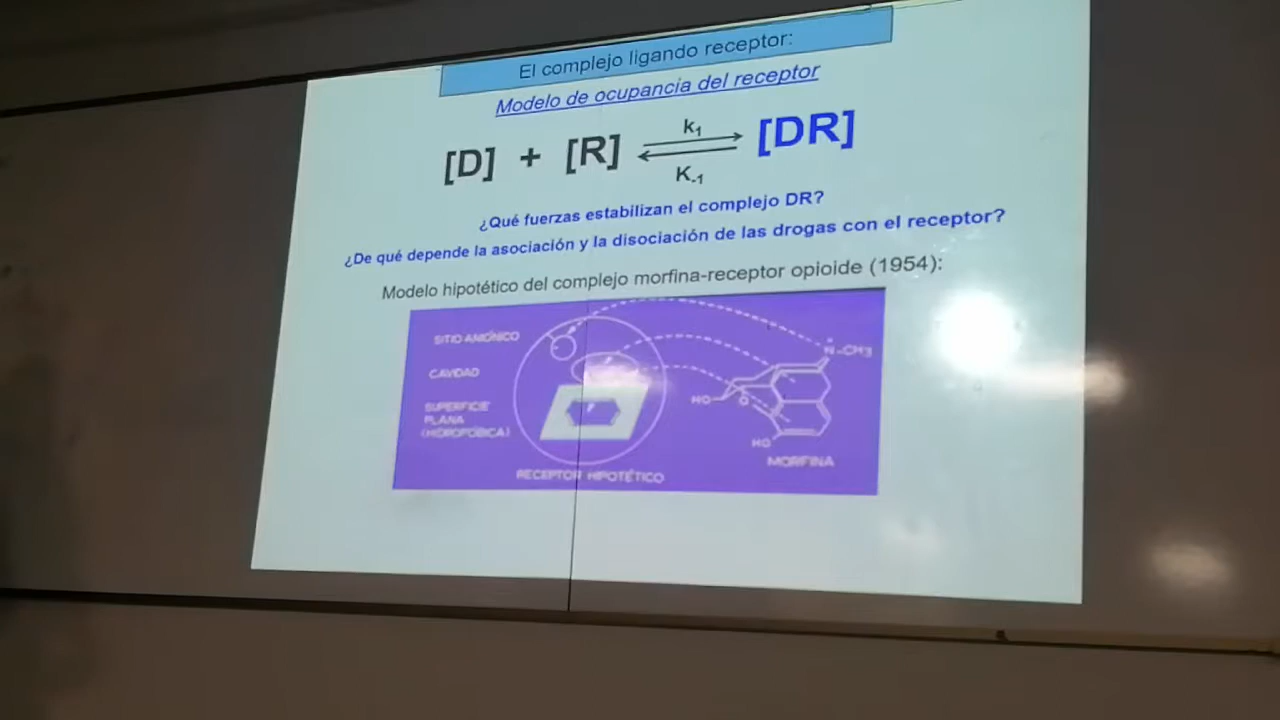 El complejo ligando receptor:
Modelo de ocupancia del receptor
[D] + [R] k1 K-1 [DR]
¿Qué fuerzas estabilizan el complejo DR?
¿De qué depende la asociación y la disociación de las drogas con el receptor?
Modelo hipotético del complejo morfina-receptor opioide (1954):
SITIO ANIÓNICO
CAVIDAD
SUPERFICIE
PLANA
(HIDROFÓBICA)
RECEPTOR HIPOTÉTICO
N-CH3
HO
O
HO
MORFINA